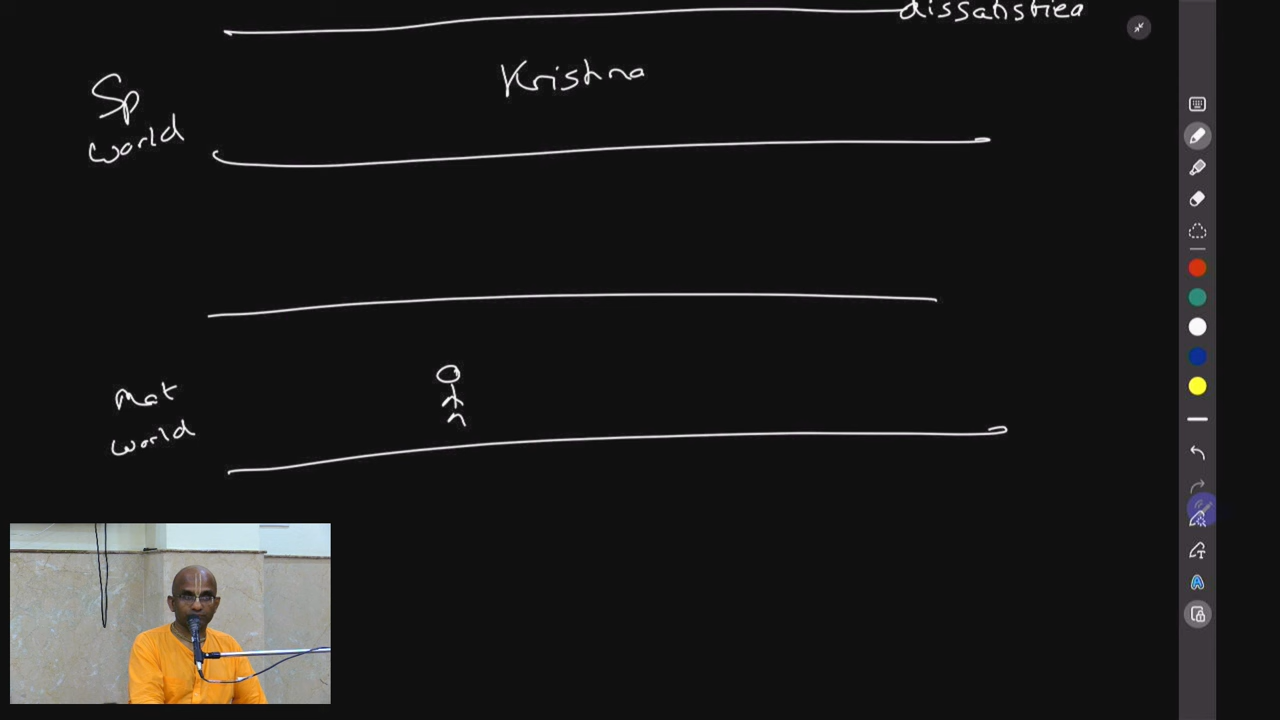 dissatisfied
Krishna
Sp
world
Mat
world